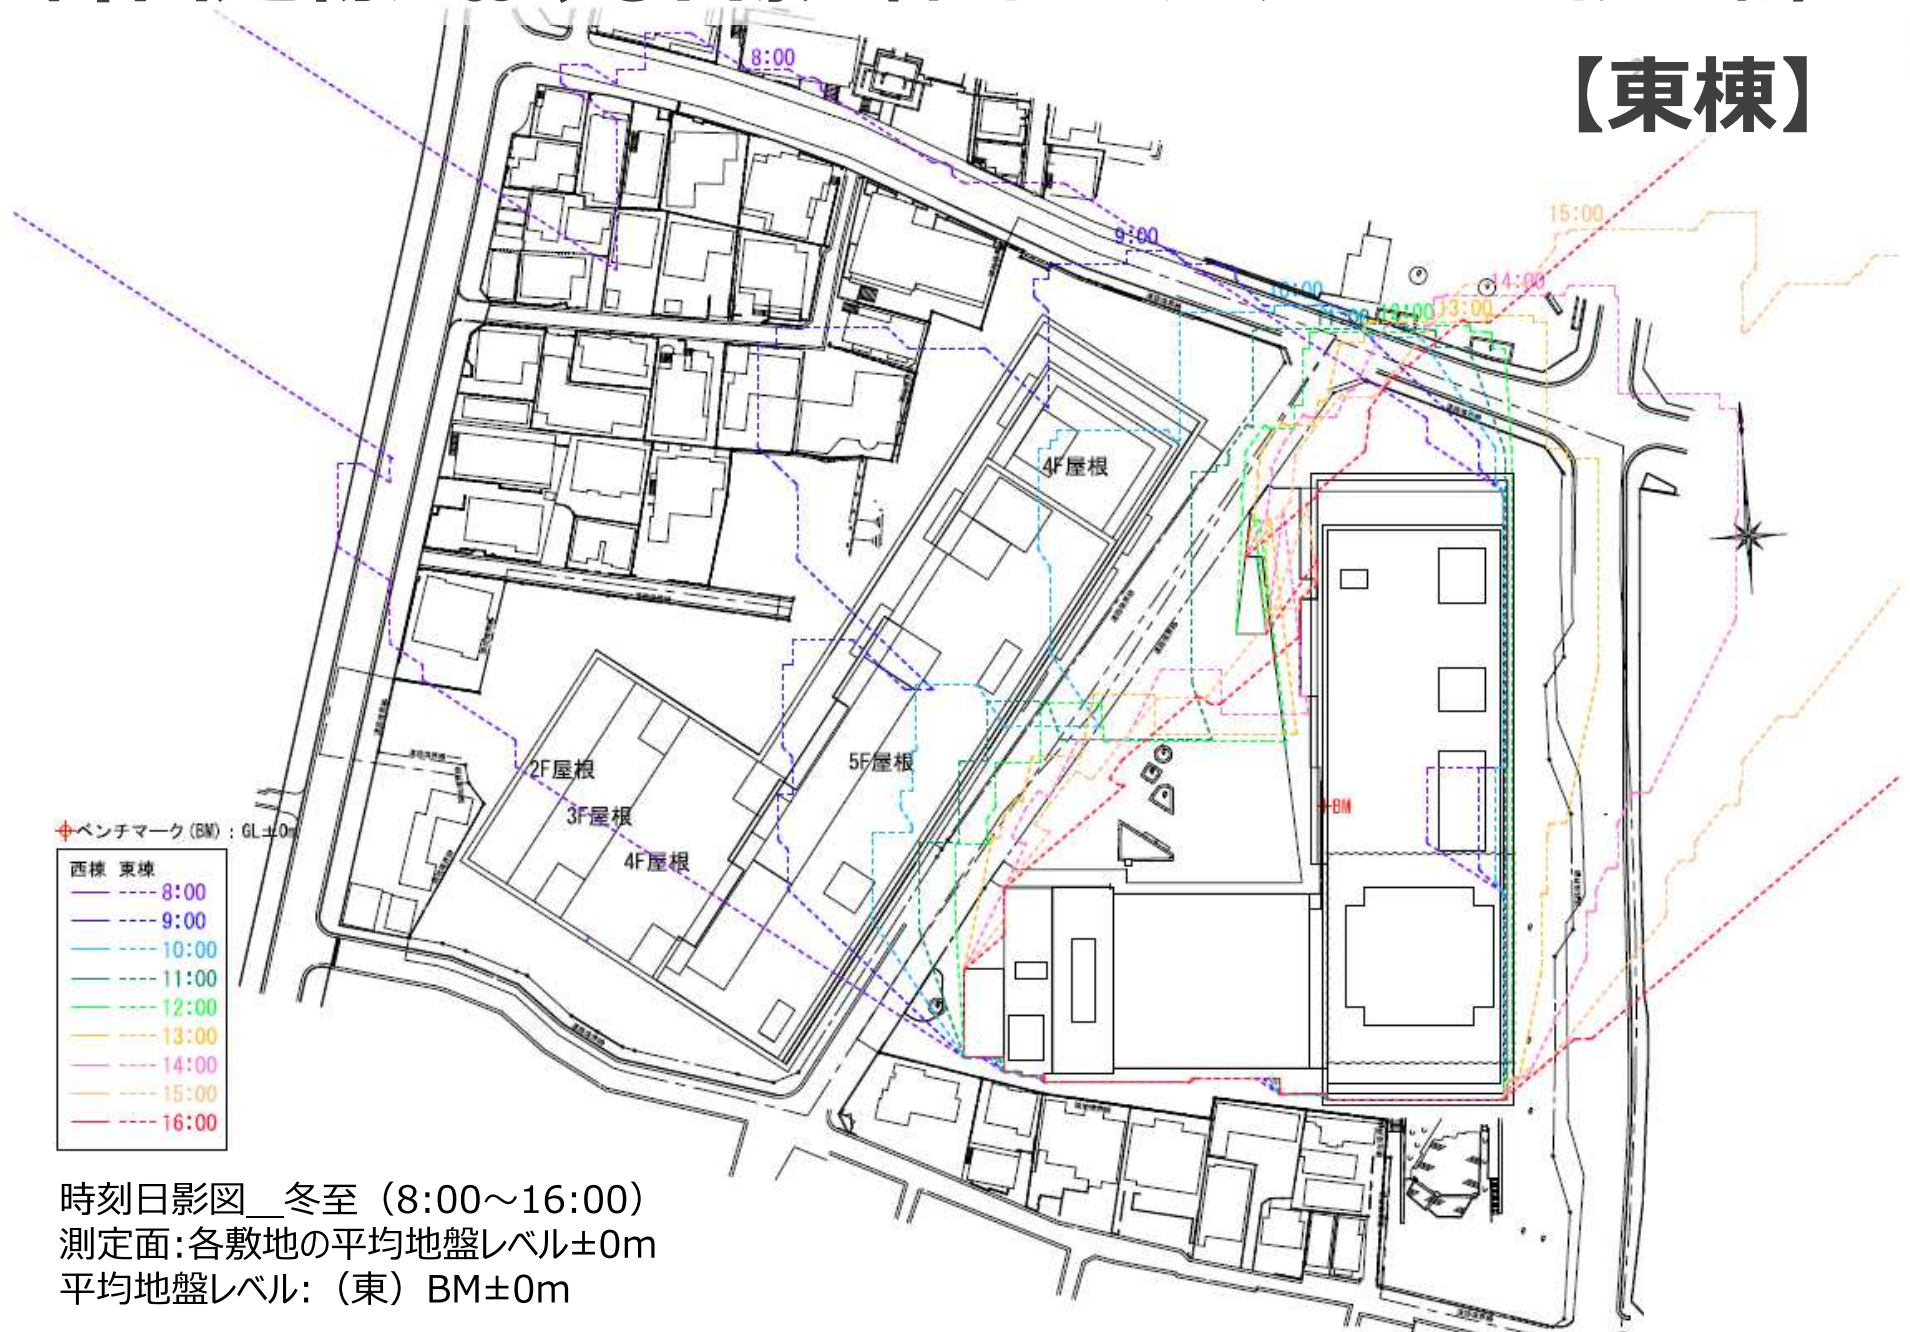 【東棟】
8:00
9:00
10:00
11:00
12:00
13:00
14:00
15:00
4F屋根
5F屋根
2F屋根
3F屋根
4F屋根
BM
ベンチマーク(BM):GL±0m
西棟 東棟
8:00
9:00
10:00
11:00
12:00
13:00
14:00
15:00
16:00
時刻日影図__冬至（8:00～16:00）
測定面:各敷地の平均地盤レベル±0m
平均地盤レベル:（東）BM±0m